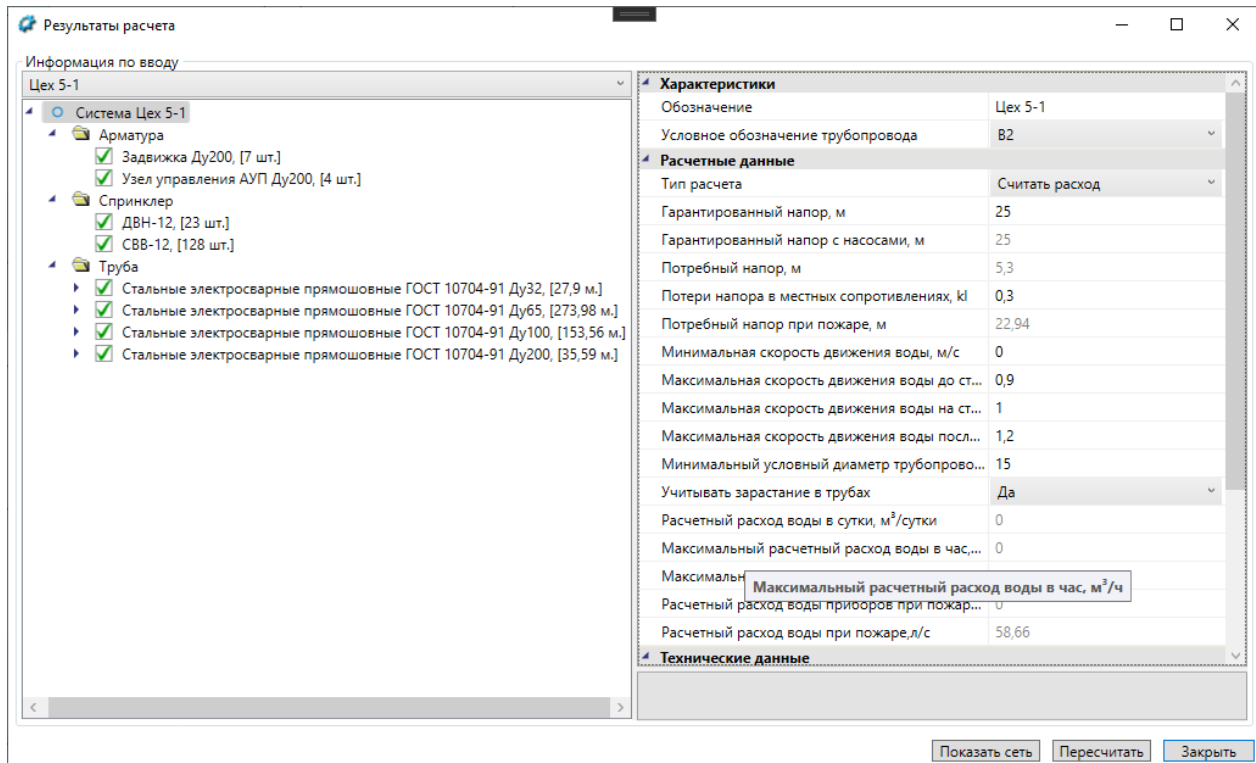 Результаты расчета
Информация по вводу
Цех 5-1
Система Цех 5-1
Арматура
Задвижка Ду200, [7 шт.]
Узел управления АУП Ду200, [4 шт.]
Спринклер
ДВН-12, [23 шт.]
СВВ-12, [128 шт.]
Труба
Стальные электросварные прямошовные ГОСТ 10704-91 Ду32, [27,9 м.]
Стальные электросварные прямошовные ГОСТ 10704-91 Ду65, [273,98 м.]
Стальные электросварные прямошовные ГОСТ 10704-91 Ду100, [153,56 м.]
Стальные электросварные прямошовные ГОСТ 10704-91 Ду200, [35,59 м.]
Характеристики
Обозначение Цех 5-1
Условное обозначение трубопровода В2
Расчетные данные
Тип расчета Считать расход
Гарантированный напор, м 25
Гарантированный напор с насосами, м 25
Потребный напор, м 5,3
Потери напора в местных сопротивлениях, kl 0,3
Потребный напор при пожаре, м 22,94
Минимальная скорость движения воды, м/с 0
Максимальная скорость движения воды до ст... 0,9
Максимальная скорость движения воды на ст... 1
Максимальная скорость движения воды посл... 1,2
Минимальный условный диаметр трубопрово... 15
Учитывать зарастание в трубах Да
Расчетный расход воды в сутки, м³/сутки 0
Максимальный расчетный расход воды в час,... 0
Максимальн
Максимальный расчетный расход воды в час, м³/ч
Расчетный расход воды приборов при пожар... 0
Расчетный расход воды при пожаре,л/с 58,66
Технические данные
Показать сеть Пересчитать Закрыть